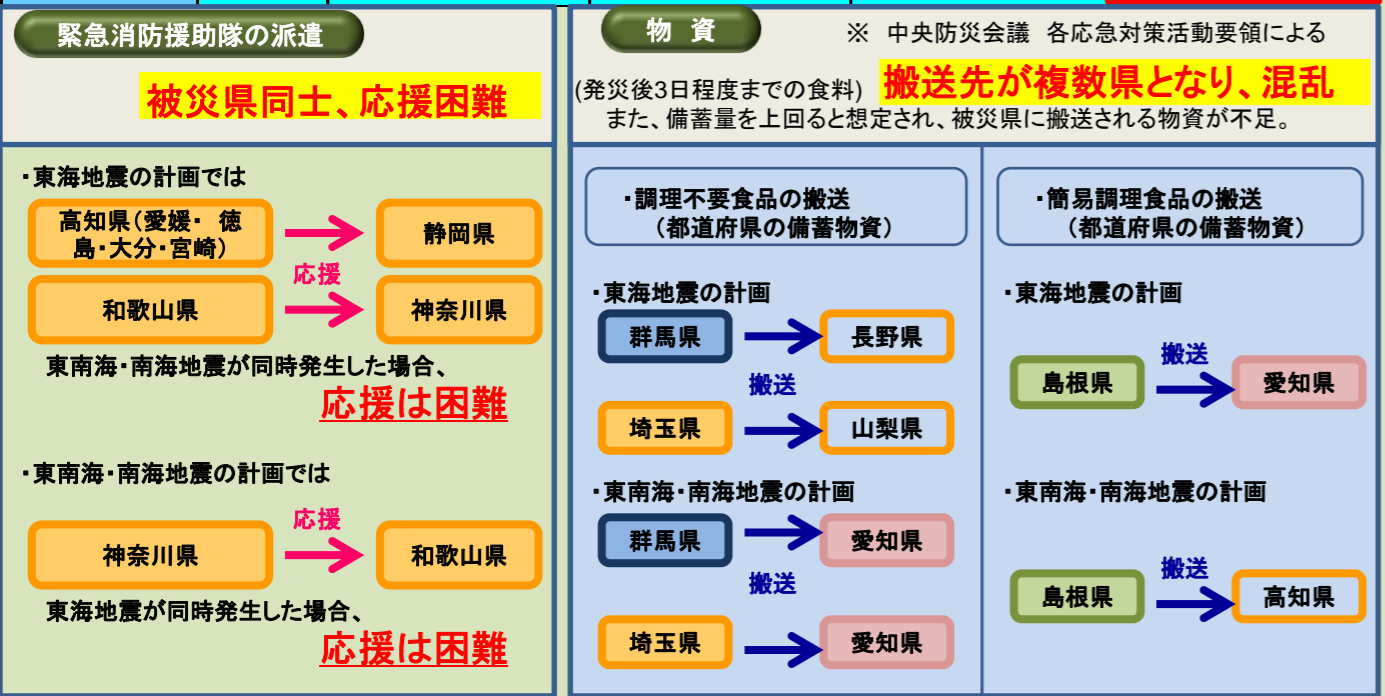 緊急消防援助隊の派遣
被災県同士、応援困難
・東海地震の計画では
高知県(愛媛・ 徳
島・大分・宮崎)
静岡県
応援
和歌山県
神奈川県
東南海・南海地震が同時発生した場合、
応援は困難
・東南海・南海地震の計画では
応援
神奈川県
和歌山県
東海地震が同時発生した場合、
応援は困難
物 資
※ 中央防災会議 各応急対策活動要領による
(発災後3日程度までの食料) 搬送先が複数県となり、混乱
また、備蓄量を上回ると想定され、被災県に搬送される物資が不足。
・調理不要食品の搬送
(都道府県の備蓄物資)
・東海地震の計画
群馬県
長野県
搬送
埼玉県
山梨県
・東南海・南海地震の計画
群馬県
愛知県
搬送
埼玉県
愛知県
・簡易調理食品の搬送
(都道府県の備蓄物資)
・東海地震の計画
搬送
島根県
愛知県
・東南海・南海地震の計画
搬送
島根県
高知県